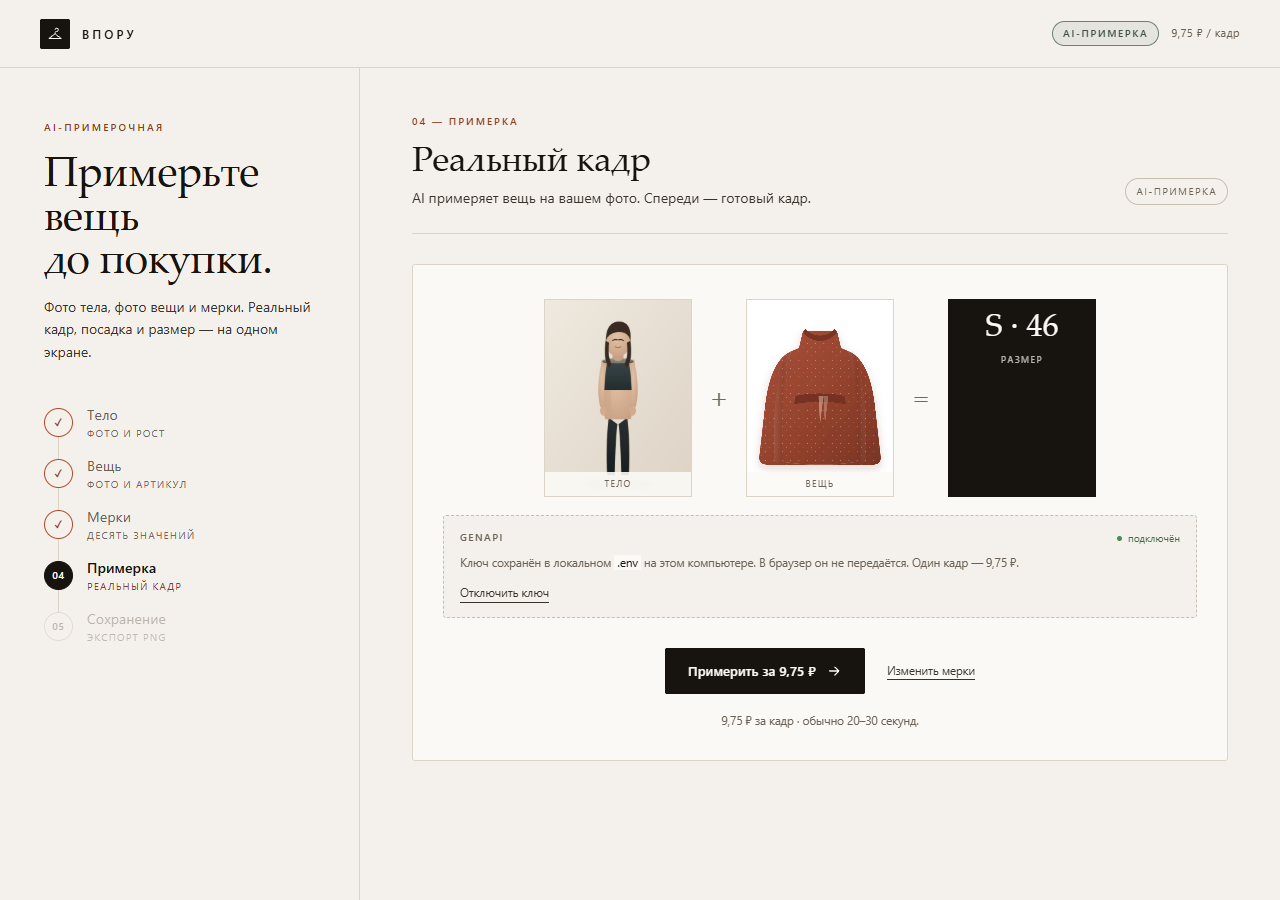 ВПОРУ
AI-ПРИМЕРКА
9,75 ₽ / кадр
AI-ПРИМЕРОЧНАЯ
Примерьте
вещь
до покупки.
Фото тела, фото вещи и мерки. Реальный
кадр, посадка и размер — на одном
экране.
✓ Тело
ФОТО И РОСТ
✓ Вещь
ФОТО И АРТИКУЛ
✓ Мерки
ДЕСЯТЬ ЗНАЧЕНИЙ
04 Примерка
РЕАЛЬНЫЙ КАДР
05 Сохранение
ЭКСПОРТ PNG
04 — ПРИМЕРКА
Реальный кадр
AI примеряет вещь на вашем фото. Спереди — готовый кадр.
AI-ПРИМЕРКА
ТЕЛО
+
ВЕЩЬ
=
S · 46
РАЗМЕР
GENAPI
подключён
Ключ сохранён в локальном .env на этом компьютере. В браузер он не передаётся. Один кадр — 9,75 ₽.
Отключить ключ
Примерить за 9,75 ₽ →
Изменить мерки
9,75 ₽ за кадр · обычно 20–30 секунд.